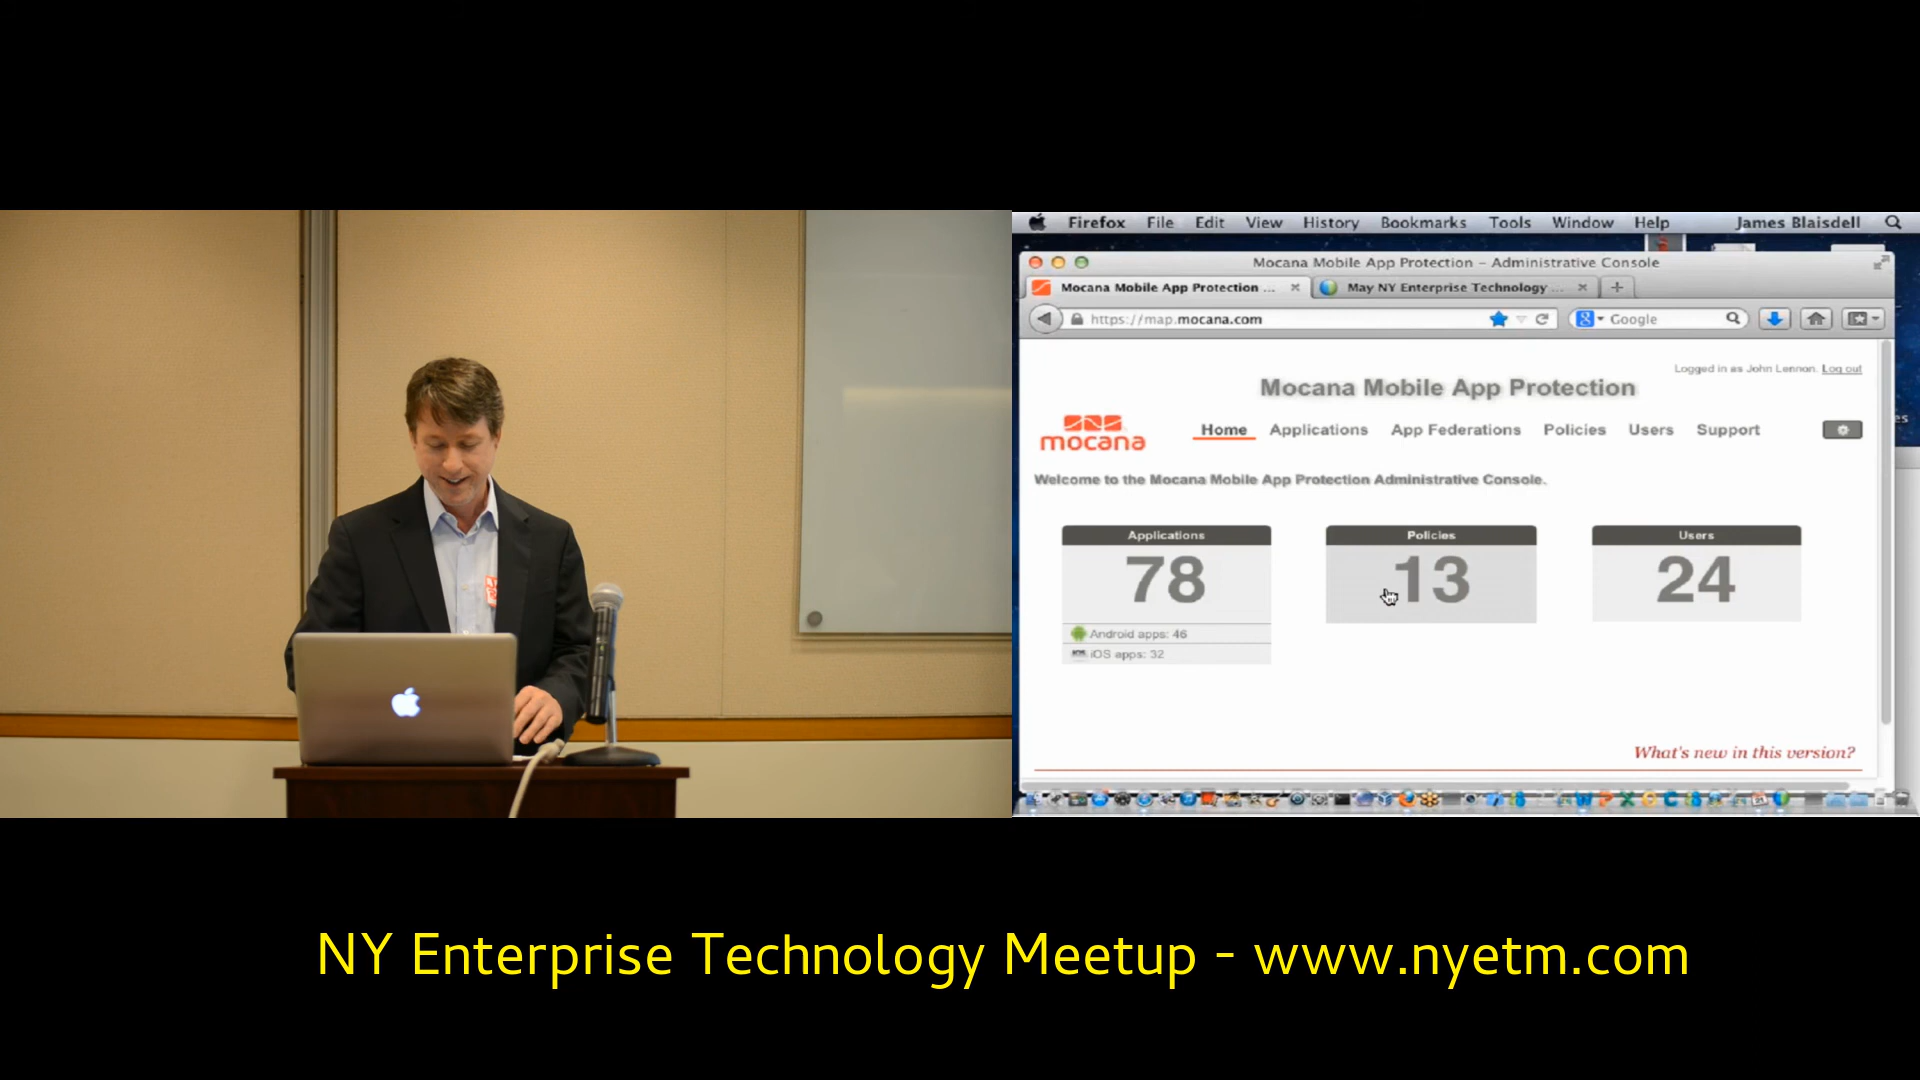 Firefox File Edit View History Bookmarks Tools Window Help James Blaisdell
Mocana Mobile App Protection – Administrative Console
Mocana Mobile App Protection ... May NY Enterprise Technology ...
https://map.mocana.com Google
Logged in as John Lennon. Log out
Mocana Mobile App Protection
mocana Home Applications App Federations Policies Users Support
Welcome to the Mocana Mobile App Protection Administrative Console.
Applications Policies Users
78 13 24
Android apps: 46
iOS apps: 32
What's new in this version?
NY Enterprise Technology Meetup - www.nyetm.com